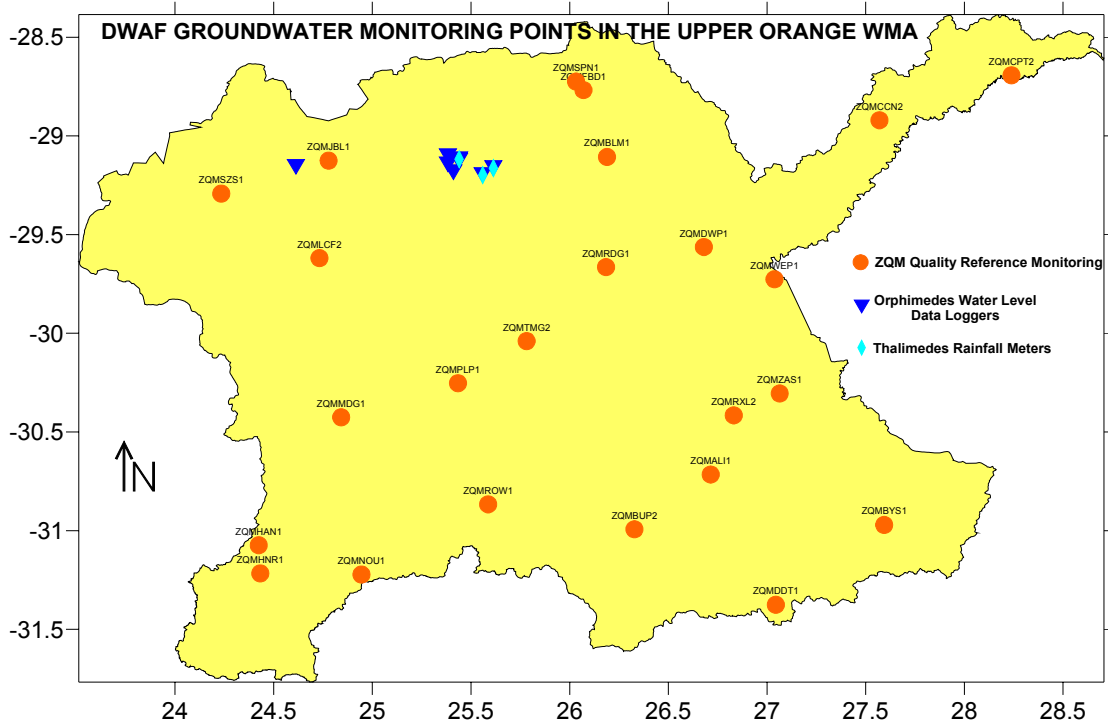 DWAF GROUNDWATER MONITORING POINTS IN THE UPPER ORANGE WMA
-28.5
ZQMSPN1
ZQMCPT2
ZQMCCN2
-29
ZQMJBL1
ZQMBLM1
ZQMSZS1
-29.5
ZQMLCF2
ZQMRDG1
ZQMDWP1
ZQMWEP1
ZQM Quality Reference Monitoring
Orphimedes Water Level
Data Loggers
Thalimedes Rainfall Meters
-30
ZQMTMG2
ZQMPLP1
ZQMZAS1
ZQMMDG1
ZQMRXL2
-30.5
N
ZQMALI1
ZQMROW1
ZQMBUP2
ZQMBYS1
-31
ZQMHAN1
ZQMHNR1
ZQMNOU1
ZQMDDT1
-31.5
24 24.5 25 25.5 26 26.5 27 27.5 28 28.5